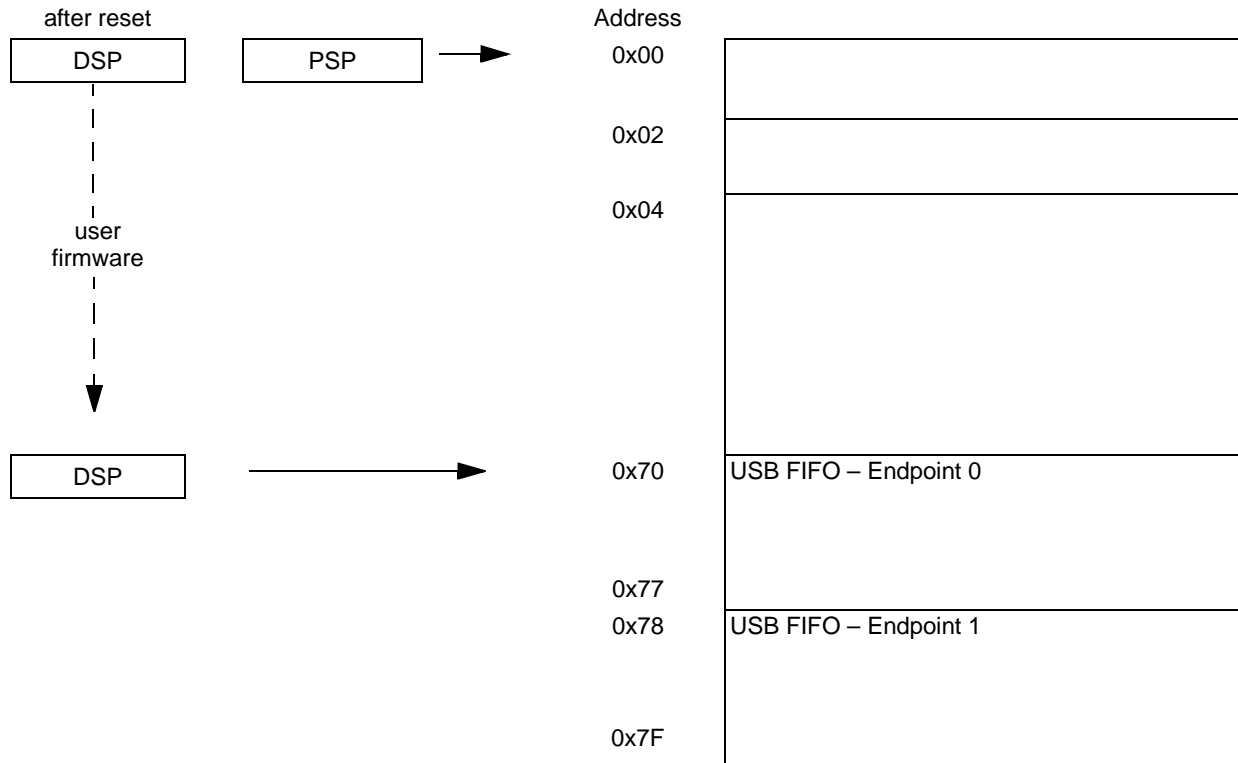 after reset
Address
DSP
PSP
0x00
0x02
0x04
user
firmware
DSP
0x70
USB FIFO – Endpoint 0
0x77
0x78
USB FIFO – Endpoint 1
0x7F